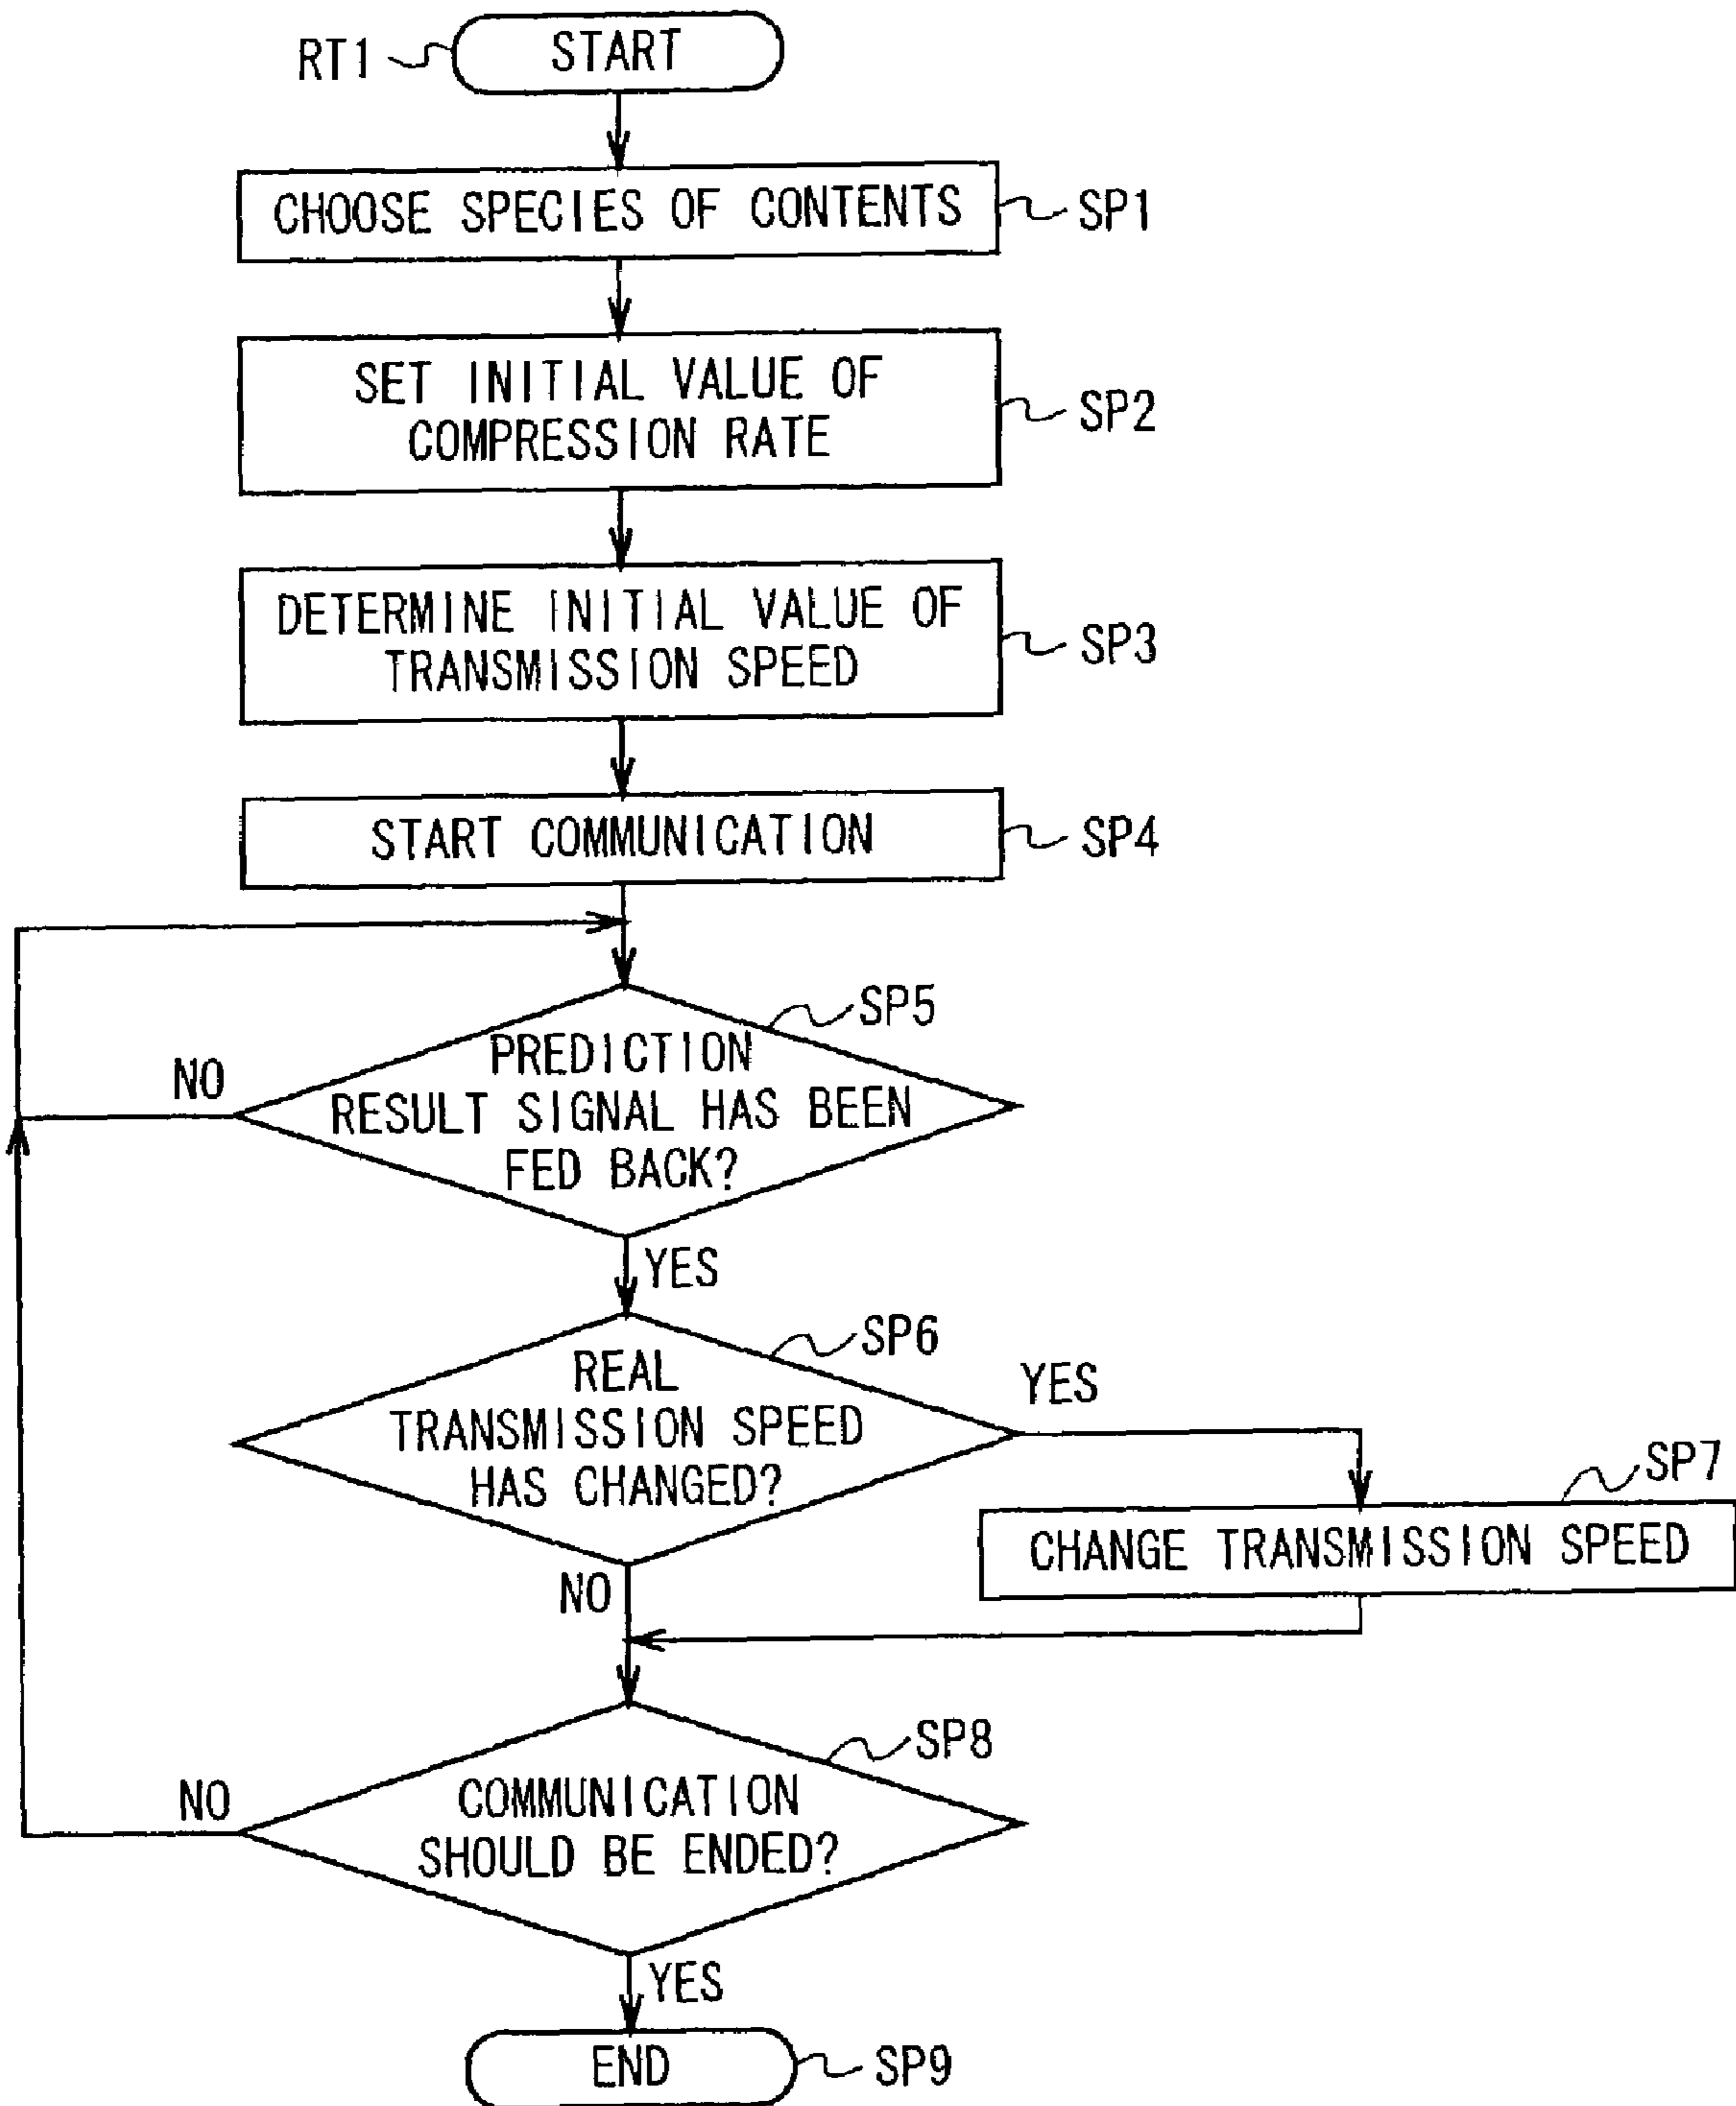 RT1
START
CHOOSE SPECIES OF CONTENTS
SP1
SET INITIAL VALUE OF
COMPRESSION RATE
SP2
DETERMINE INITIAL VALUE OF
TRANSMISSION SPEED
SP3
START COMMUNICATION
SP4
SP5
PREDICTION
RESULT SIGNAL HAS BEEN
FED BACK?
NO
YES
SP6
REAL
TRANSMISSION SPEED
HAS CHANGED?
YES
SP7
CHANGE TRANSMISSION SPEED
NO
SP8
COMMUNICATION
SHOULD BE ENDED?
NO
YES
END
SP9